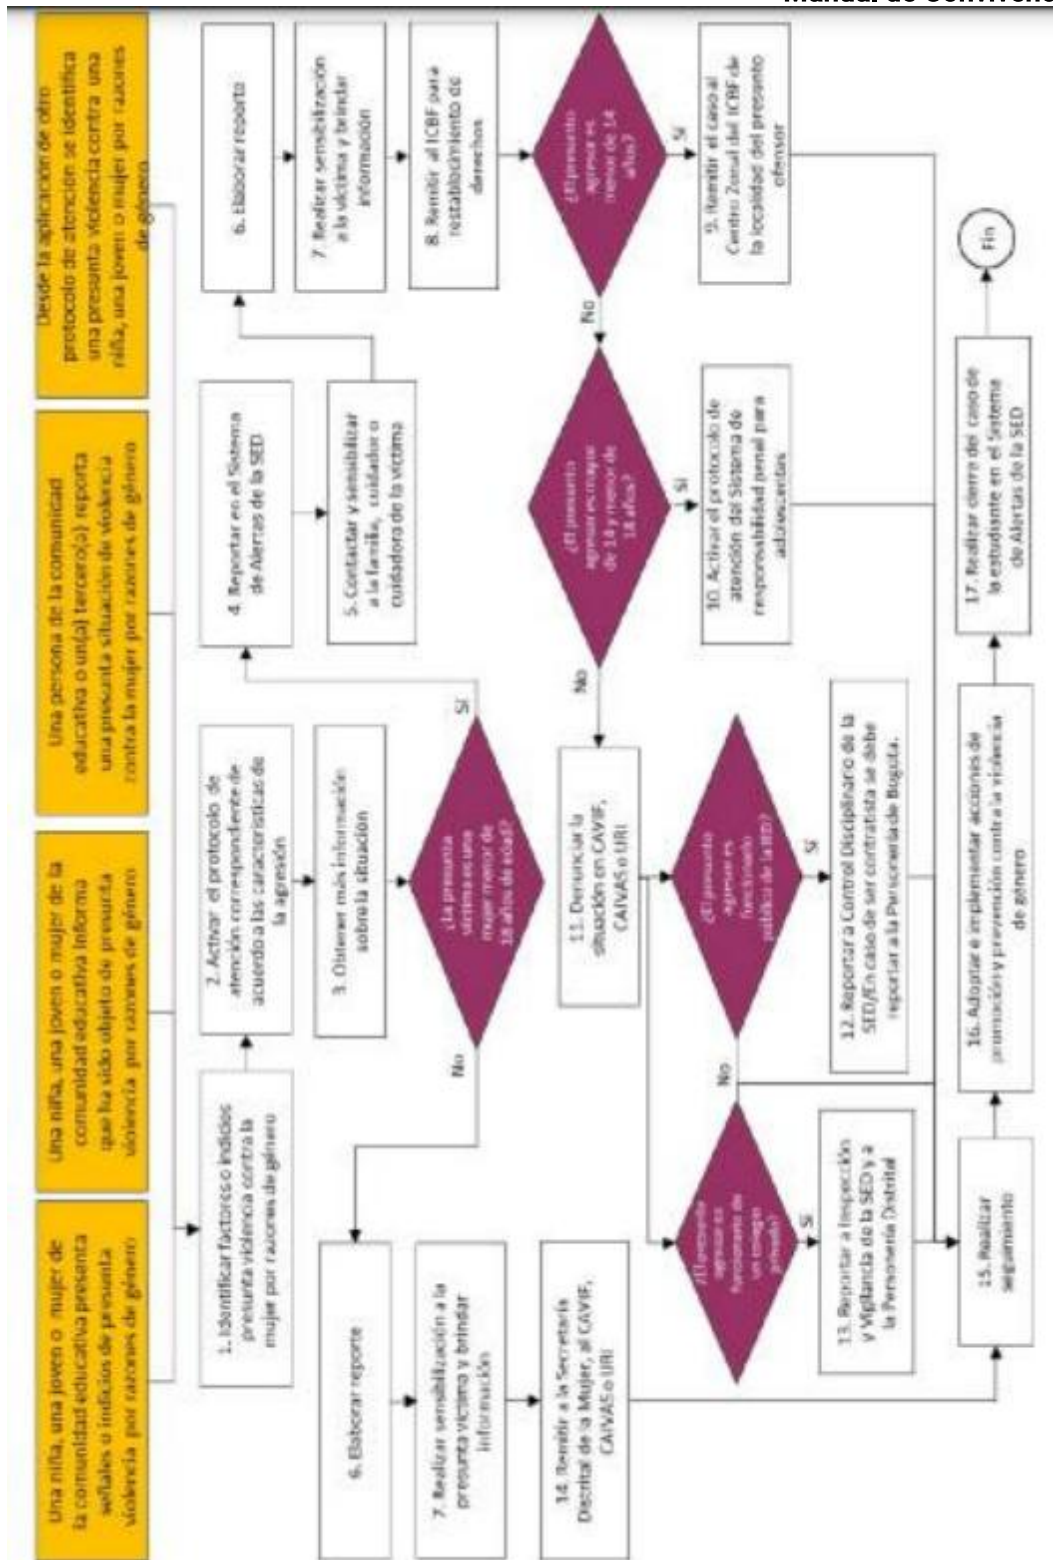 Manual de Convivenc
Una niña, una joven o mujer de
la comunidad educativa presenta
señales o indicios de presunta
violencia por razones de género
Una niña, una joven o mujer de la
comunidad educativa informa
que ha sido objeto de presunta
violencia por razones de género
Una persona de la comunidad
educativa o un(a) tercero(a) reporta
una presunta situación de violencia
contra la mujer por razones de género
Desde la aplicación de otro
protocolo de atención se identifica
una presunta violencia contra una
niña, una joven o mujer por razones
de género
1. Identificar factores o indicios
presunta violencia contra la
mujer por razones de género
2. Activar el protocolo de
atención correspondiente de
acuerdo a las características de
la agresión
3. Obtener más información
sobre la situación
¿La presunta
víctima es una
mujer menor de
18 años de edad?
Si
No
4. Reportar en el Sistema
de Alertas de la SED
5. Contactar y sensibilizar
a la familia, cuidador o
cuidadora de la víctima
6. Elaborar reporte
7. Realizar sensibilización
a la víctima y brindar
información
8. Remitir al ICBF para
restablecimiento de
derechos
¿El presunto
agresor es
menor de 14
años?
Si
No
9. Remitir el caso al
Centro Zonal del ICBF de
la localidad del presunto
ofensor
¿El presunto
agresor es mayor
de 14 y menor de
18 años?
Si
No
10. Activar el protocolo de
atención del Sistema de
responsabilidad penal para
adolescentes
11. Denunciar la
situación en CAVIF,
CAIVAS o URI
¿El presunto
agresor es
funcionario
público de la SED?
Si
No
12. Reportar a Control Disciplinario de la
SED/En caso de ser contratista se debe
reportar a la Personería de Bogotá.
¿El presunto
agresor es
funcionario de
un colegio
privado?
Si
13. Reportar a Inspección
y Vigilancia de la SED y a
la Personería Distrital
6. Elaborar reporte
7. Realizar sensibilización a la
presunta víctima y brindar
información
14. Remitir a la Secretaría
Distrital de la Mujer, al CAVIF,
CAIVAS o URI
15. Realizar
seguimiento
16. Adoptar e implementar acciones de
promoción y prevención contra la violencia
de género
17. Realizar cierre del caso de
la estudiante en el Sistema
de Alertas de la SED
Fin